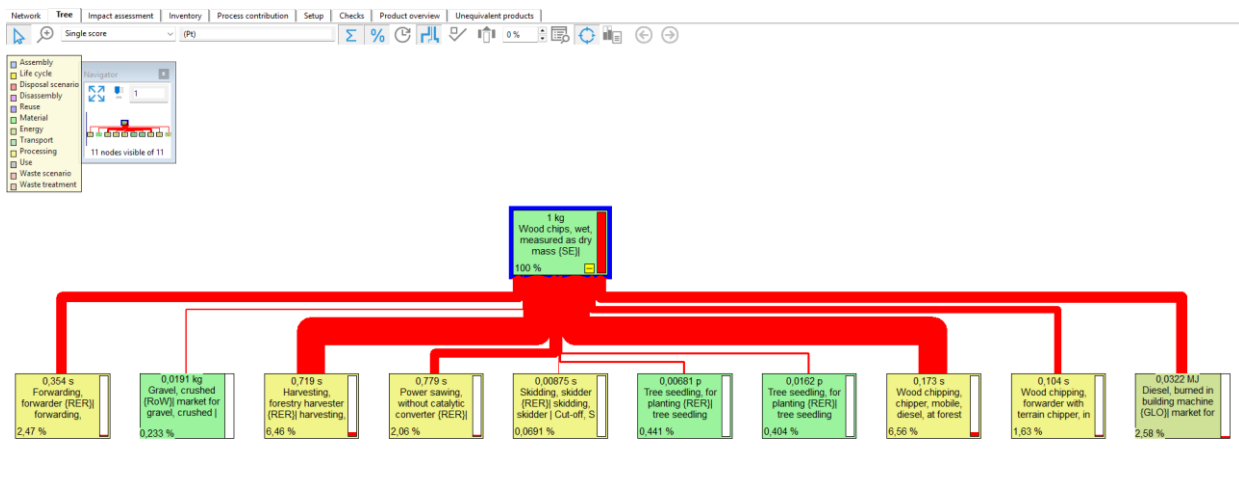 Network Tree Impact assessment Inventory Process contribution Setup Checks Product overview Unequivalent products
Single score (Pt) Σ % 0 %
Assembly
Life cycle
Disposal scenario
Disassembly
Reuse
Material
Energy
Transport
Processing
Use
Waste scenario
Waste treatment
Navigator x
1
11 nodes visible of 11
1 kg
Wood chips, wet,
measured as dry
mass {SE}|
100 %
0,354 s
Forwarding,
forwarder {RER}|
forwarding,
2,47 %
0,0191 kg
Gravel, crushed
{RoW}| market for
gravel, crushed |
0,233 %
0,719 s
Harvesting,
forestry harvester
{RER}| harvesting,
6,46 %
0,779 s
Power sawing,
without catalytic
converter {RER}|
2,06 %
0,00875 s
Skidding, skidder
{RER}| skidding,
skidder | Cut-off, S
0,0691 %
0,00681 p
Tree seedling, for
planting {RER}|
tree seedling
0,441 %
0,0162 p
Tree seedling, for
planting {RER}|
tree seedling
0,404 %
0,173 s
Wood chipping,
chipper, mobile,
diesel, at forest
6,56 %
0,104 s
Wood chipping,
forwarder with
terrain chipper, in
1,63 %
0,0322 MJ
Diesel, burned in
building machine
{GLO}| market for
2,58 %